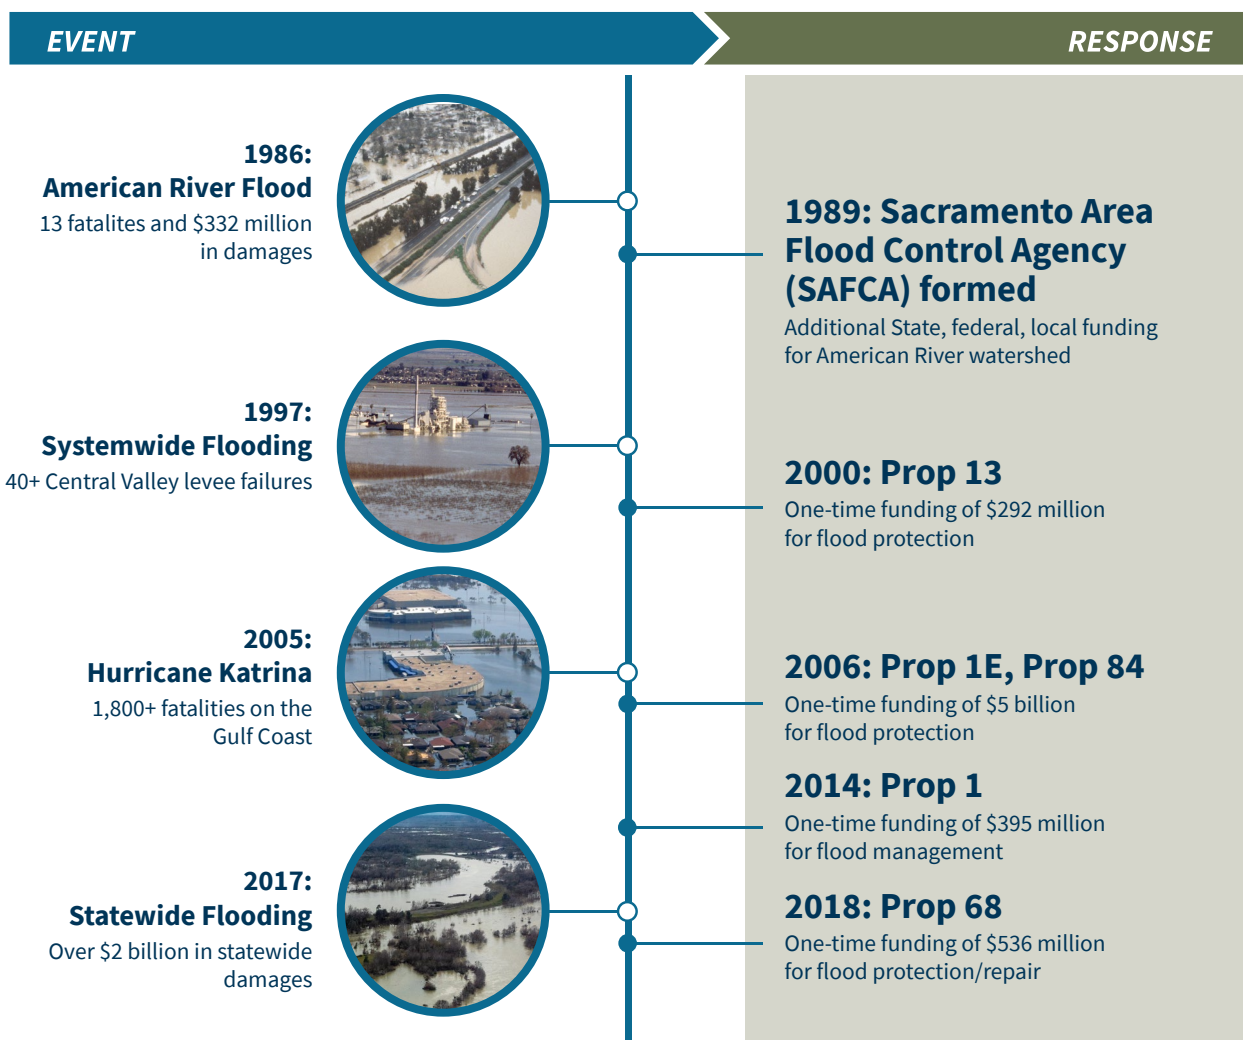 EVENT
RESPONSE
1986:
American River Flood
13 fatalites and $332 million
in damages
1989: Sacramento Area
Flood Control Agency
(SAFCA) formed
Additional State, federal, local funding
for American River watershed
1997:
Systemwide Flooding
40+ Central Valley levee failures
2000: Prop 13
One-time funding of $292 million
for flood protection
2005:
Hurricane Katrina
1,800+ fatalities on the
Gulf Coast
2006: Prop 1E, Prop 84
One-time funding of $5 billion
for flood protection
2014: Prop 1
One-time funding of $395 million
for flood management
2017:
Statewide Flooding
Over $2 billion in statewide
damages
2018: Prop 68
One-time funding of $536 million
for flood protection/repair